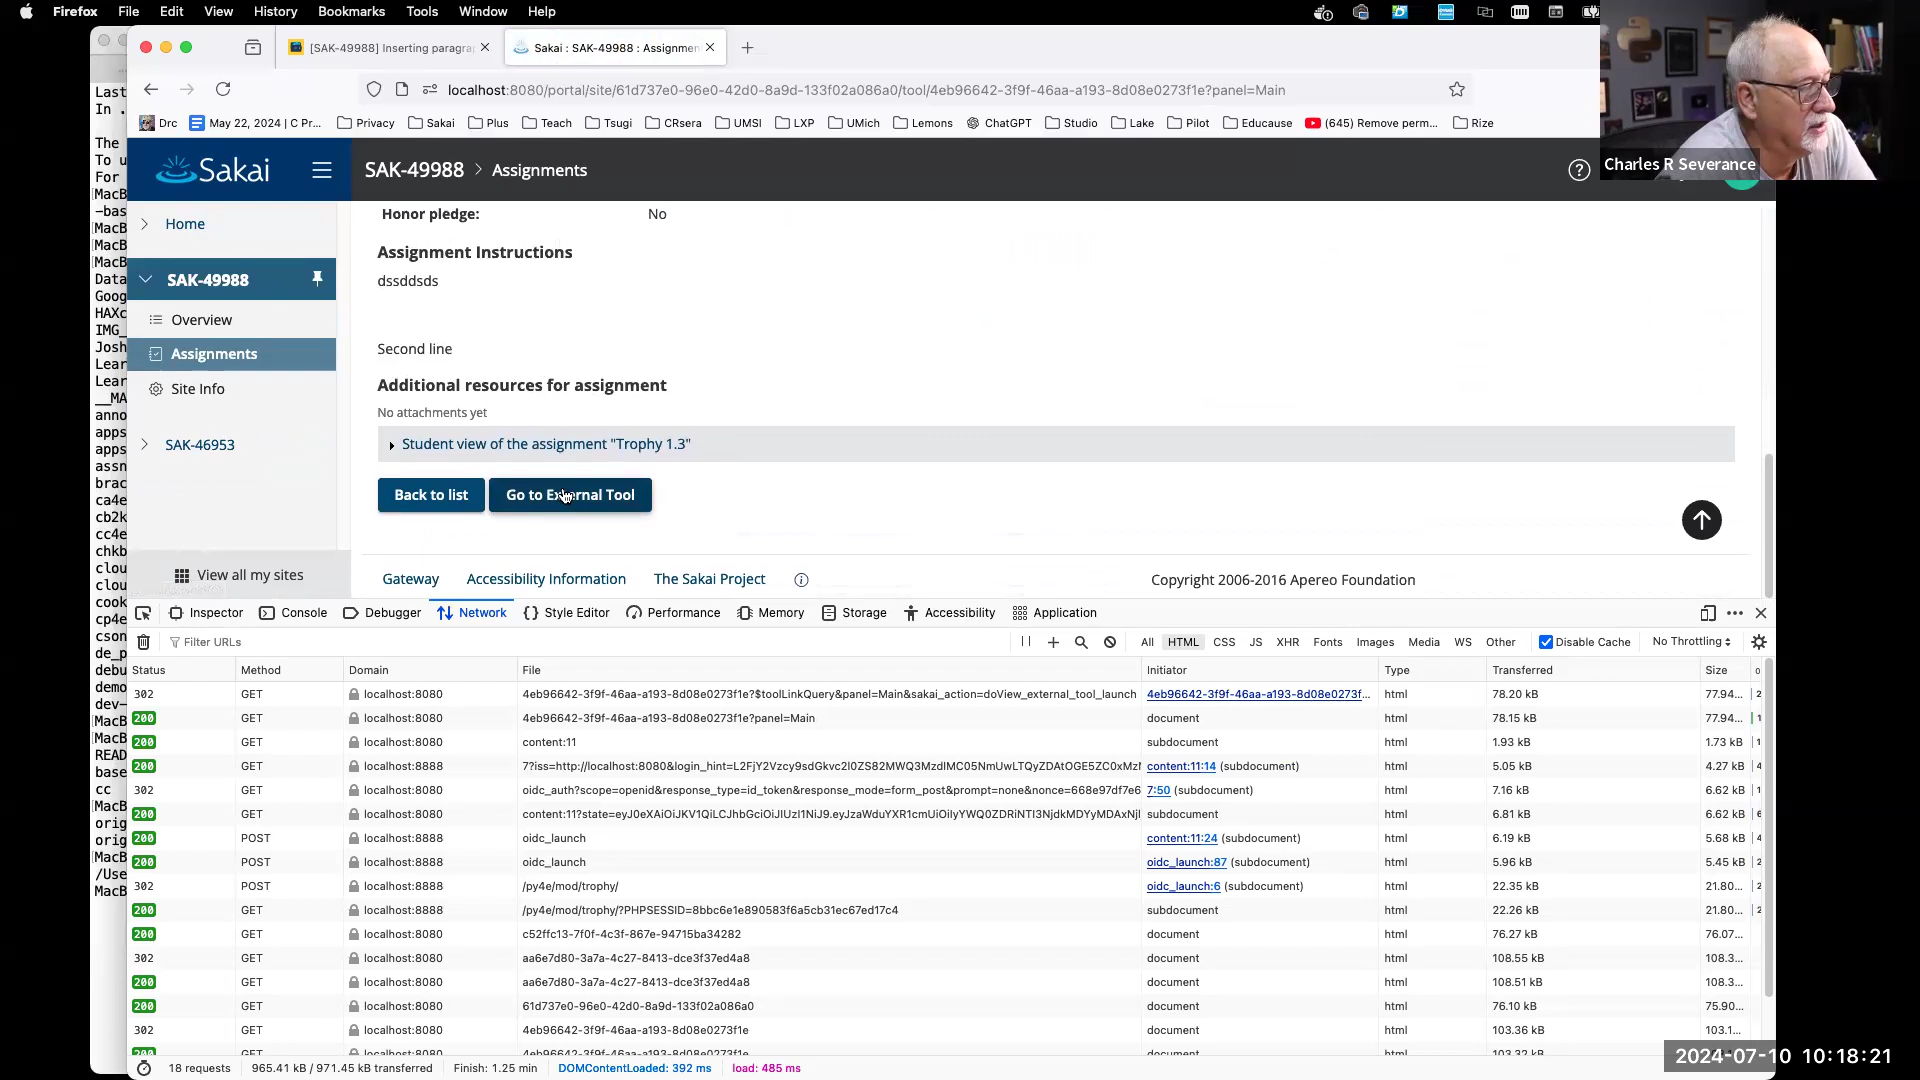 Firefox File Edit View History Bookmarks Tools Window Help
[SAK-49988] Inserting paragra
Sakai : SAK-49988 : Assignmen
localhost:8080/portal/site/61d737e0-96e0-42d0-8a9d-133f02a086a0/tool/4eb96642-3f9f-46aa-a193-8d08e0273f1e?panel=Main
Drc May 22, 2024 | C Pr... Privacy Sakai Plus Teach Tsugi CRsera UMSI LXP UMich Lemons ChatGPT Studio Lake Pilot Educause (645) Remove perm... Rize
Charles R Severance
Sakai
SAK-49988 > Assignments
Home
SAK-49988
Overview
Assignments
Site Info
SAK-46953
View all my sites
Honor pledge: No
Assignment Instructions
dssddsds
Second line
Additional resources for assignment
No attachments yet
Student view of the assignment "Trophy 1.3"
Back to list Go to External Tool
Gateway Accessibility Information The Sakai Project Copyright 2006-2016 Apereo Foundation
Inspector Console Debugger Network Style Editor Performance Memory Storage Accessibility Application
Filter URLs All HTML CSS JS XHR Fonts Images Media WS Other Disable Cache No Throttling
Status Method Domain File Initiator Type Transferred Size
302 GET localhost:8080 4eb96642-3f9f-46aa-a193-8d08e0273f1e?$toolLinkQuery&panel=Main&sakai_action=doView_external_tool_launch 4eb96642-3f9f-46aa-a193-8d08e0273f... html 78.20 kB 77.94...
200 GET localhost:8080 4eb96642-3f9f-46aa-a193-8d08e0273f1e?panel=Main document html 78.15 kB 77.94...
200 GET localhost:8080 content:11 subdocument html 1.93 kB 1.73 kB
200 GET localhost:8888 7?iss=http://localhost:8080&login_hint=L2FjY2Vzcy9sdGkvc2l0ZS82MWQ3MzdlMC05NmUwLTQyZDAtOGE5ZC0xMzM content:11:14 (subdocument) html 5.05 kB 4.27 kB
302 GET localhost:8080 oidc_auth?scope=openid&response_type=id_token&response_mode=form_post&prompt=none&nonce=668e97df7e6 7:50 (subdocument) html 7.16 kB 6.62 kB
200 GET localhost:8080 content:11?state=eyJ0eXAiOiJKV1QiLCJhbGciOiJIUzI1NiJ9.eyJzaWduYXR1cmUiOiIyYWQ0ZDRiNTI3NjdkMDYyMDAxNjl subdocument html 6.81 kB 6.62 kB
200 POST localhost:8888 oidc_launch content:11:24 (subdocument) html 6.19 kB 5.68 kB
200 POST localhost:8888 oidc_launch oidc_launch:87 (subdocument) html 5.96 kB 5.45 kB
302 POST localhost:8888 /py4e/mod/trophy/ oidc_launch:6 (subdocument) html 22.35 kB 21.80...
200 GET localhost:8888 /py4e/mod/trophy/?PHPSESSID=8bbc6e1e890583f6a5cb31ec67ed17c4 subdocument html 22.26 kB 21.80...
200 GET localhost:8080 c52ffc13-7f0f-4c3f-867e-94715ba34282 document html 76.27 kB 76.07...
302 GET localhost:8080 aa6e7d80-3a7a-4c27-8413-dce3f37ed4a8 document html 108.55 kB 108.3...
200 GET localhost:8080 aa6e7d80-3a7a-4c27-8413-dce3f37ed4a8 document html 108.51 kB 108.3...
200 GET localhost:8080 61d737e0-96e0-42d0-8a9d-133f02a086a0 document html 76.10 kB 75.90...
302 GET localhost:8080 4eb96642-3f9f-46aa-a193-8d08e0273f1e document html 103.36 kB 103.1...
200 GET localhost:8080 4eb96642-3f9f-46aa-a193-8d08e0273f1e document html 103.32 kB
18 requests 965.41 kB / 971.45 kB transferred Finish: 1.25 min DOMContentLoaded: 392 ms load: 485 ms
2024-07-10 10:18:21